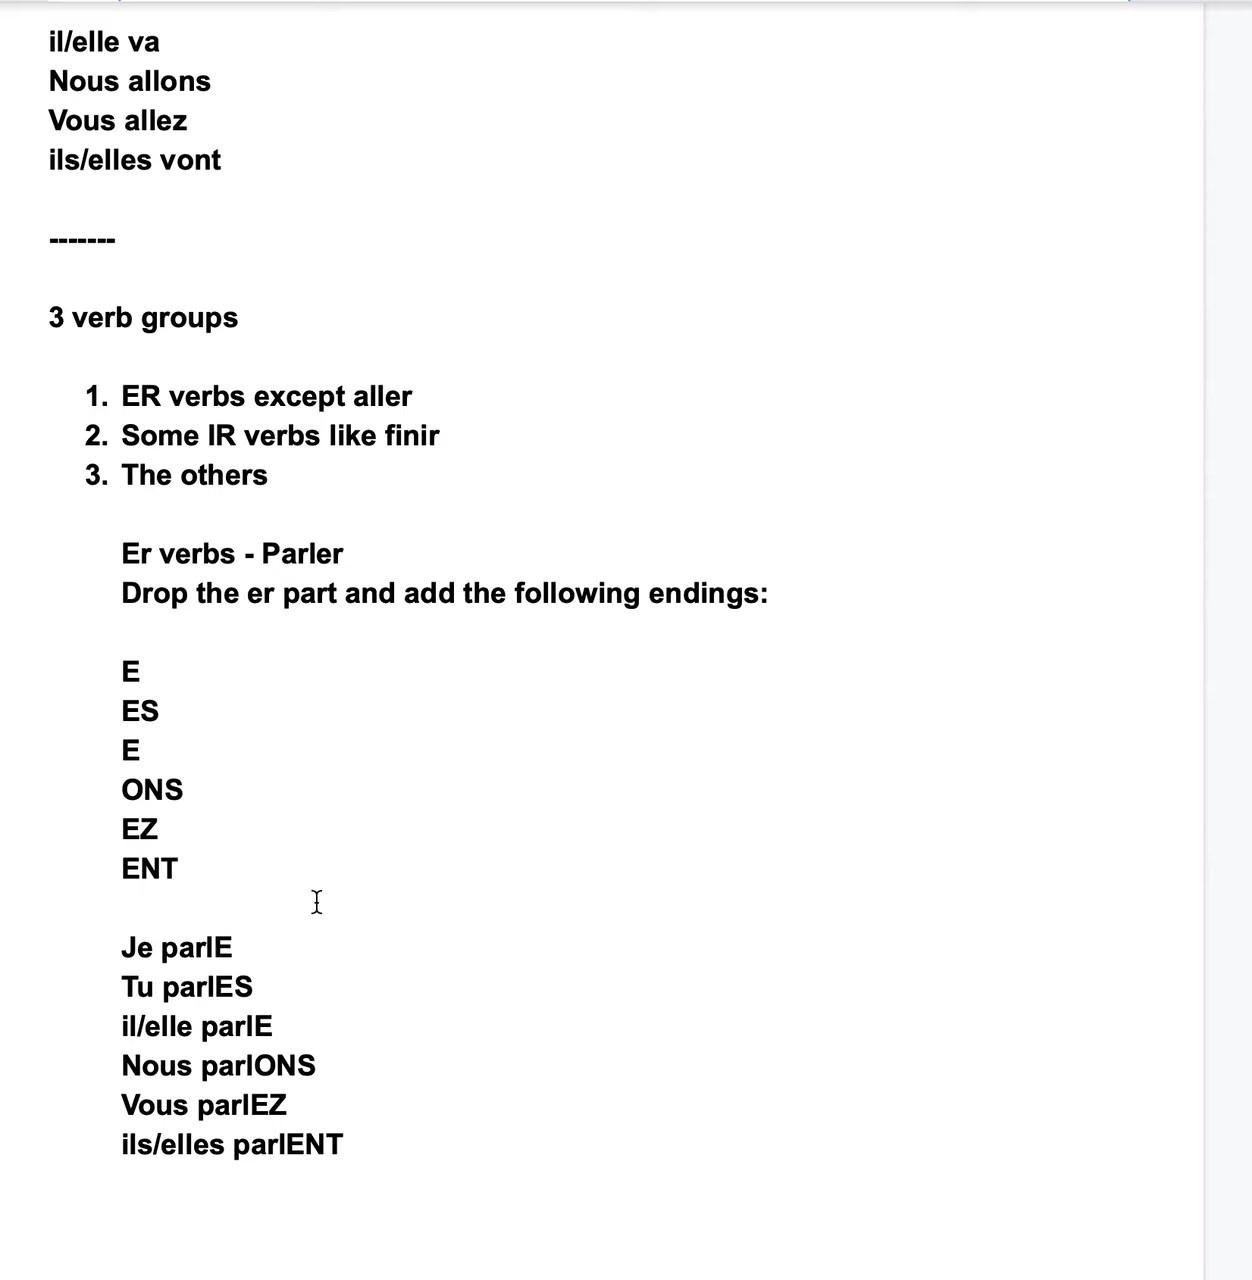 il/elle va
Nous allons
Vous allez
ils/elles vont
-------
3 verb groups
1. ER verbs except aller
2. Some IR verbs like finir
3. The others
Er verbs - Parler
Drop the er part and add the following endings:
E
ES
E
ONS
EZ
ENT
Je parlE
Tu parlES
il/elle parlE
Nous parlONS
Vous parlEZ
ils/elles parlENT